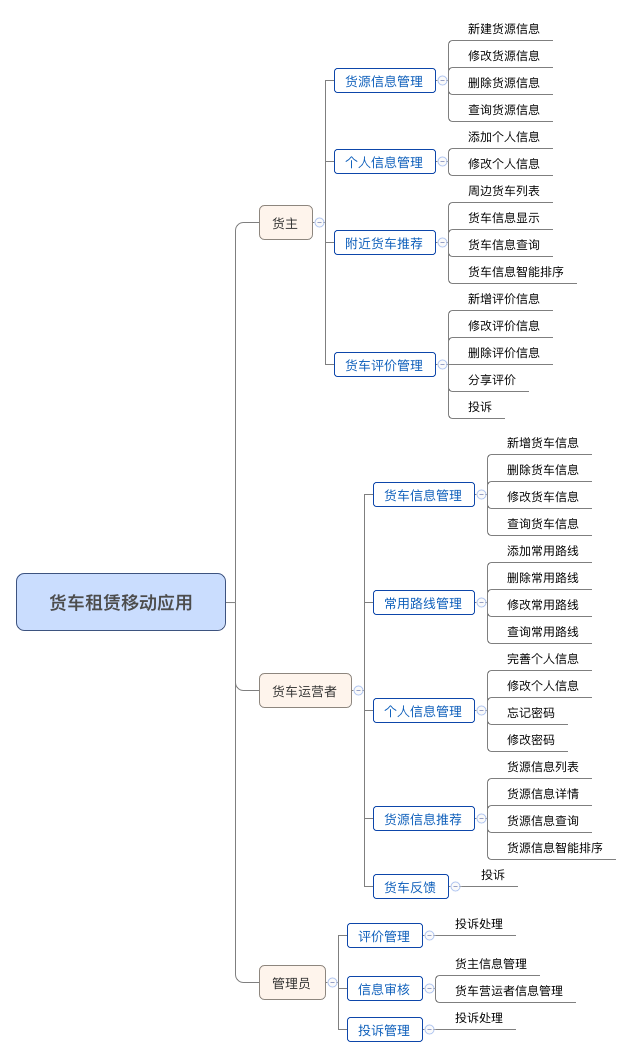 货车租赁移动应用
货主
货源信息管理
新建货源信息
修改货源信息
删除货源信息
查询货源信息
个人信息管理
添加个人信息
修改个人信息
附近货车推荐
周边货车列表
货车信息显示
货车信息查询
货车信息智能排序
货车评价管理
新增评价信息
修改评价信息
删除评价信息
分享评价
投诉
货车运营者
货车信息管理
新增货车信息
删除货车信息
修改货车信息
查询货车信息
常用路线管理
添加常用路线
删除常用路线
修改常用路线
查询常用路线
个人信息管理
完善个人信息
修改个人信息
忘记密码
修改密码
货源信息推荐
货源信息列表
货源信息详情
货源信息查询
货源信息智能排序
货车反馈
投诉
管理员
评价管理
投诉处理
信息审核
货主信息管理
货车营运者信息管理
投诉管理
投诉处理